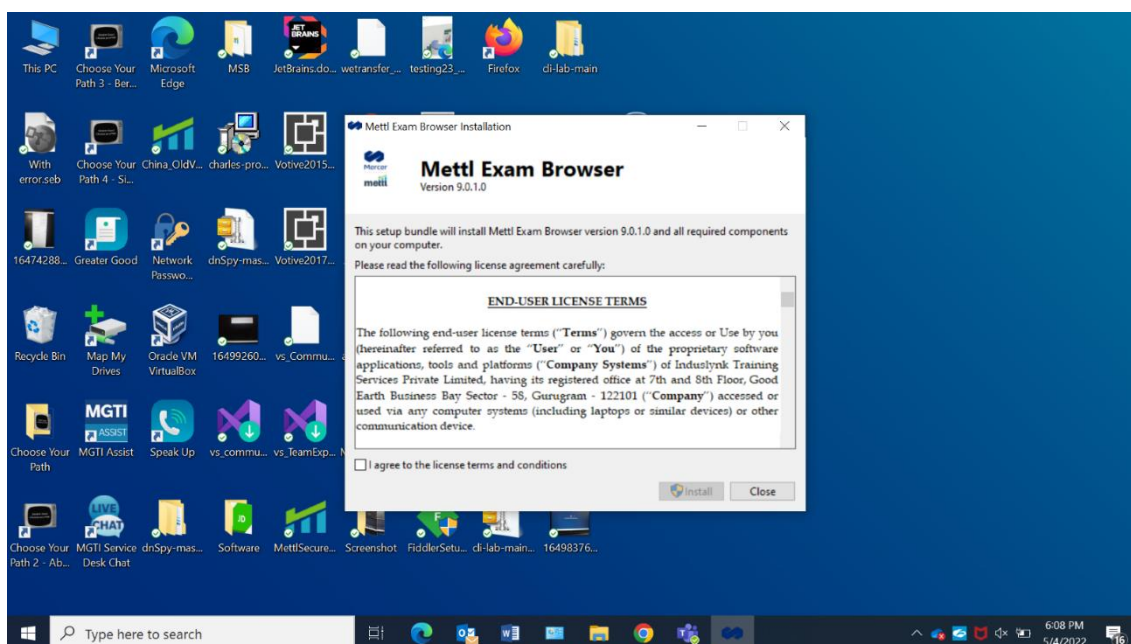 This PC
Choose Your
Path 3 - Ber...
Microsoft
Edge
MSB
JET
BRAINS
JetBrains.do...
wetransfer_...
testing23_...
Firefox
cli-lab-main
With
error.seb
Choose Your
Path 4 - Si...
China_OldV...
charles-pro...
Votive2015...
16474288...
Greater Good
Network
Passwo...
dnSpy-mas...
Votive2017...
Recycle Bin
Map My
Drives
Oracle VM
VirtualBox
16499260...
vs_Commu...
Choose Your
Path
MGTI
ASSIST
MGTI Assist
Speak Up
vs_commu...
vs_TeamExp...
Choose Your
Path 2 - Ab...
LIVE
CHAT
MGTI Service
Desk Chat
dnSpy-mas...
JD
Software
MettlSecure...
Screenshot
FiddlerSetu...
cli-lab-main...
16498376...
Mettl Exam Browser Installation
Mercer
mettl
Mettl Exam Browser
Version 9.0.1.0
This setup bundle will install Mettl Exam Browser version 9.0.1.0 and all required components
on your computer.
Please read the following license agreement carefully:
END-USER LICENSE TERMS
The following end-user license terms ("Terms") govern the access or Use by you
(hereinafter referred to as the "User" or "You") of the proprietary software
applications, tools and platforms ("Company Systems") of Induslynk Training
Services Private Limited, having its registered office at 7th and 8th Floor, Good
Earth Business Bay Sector - 58, Gurugram - 122101 ("Company") accessed or
used via any computer systems (including laptops or similar devices) or other
communication device.
I agree to the license terms and conditions
Install
Close
Type here to search
6:08 PM
5/4/2022
16